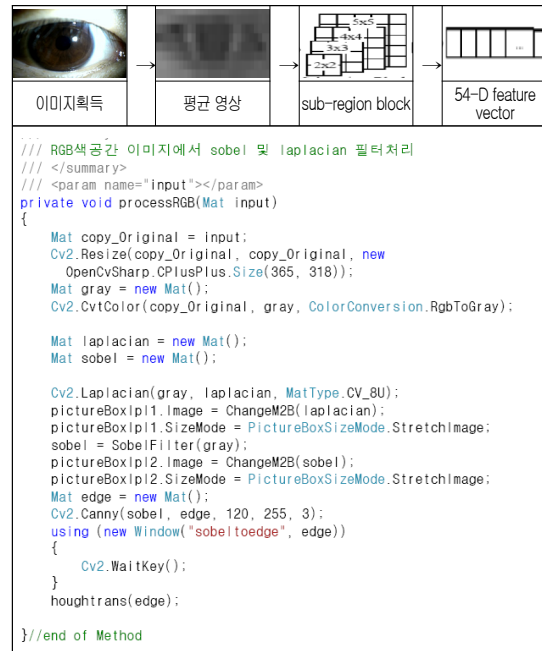 5x5
4x4
3x3
2x2
이미지획득
→
평균 영상
→
sub-region block
→
54-D feature
vector
/// RGB색공간 이미지에서 sobel 및 laplacian 필터처리
/// </summary>
/// <param name="input"></param>
private void processRGB(Mat input)
{
Mat copy_Original = input;
Cv2.Resize(copy_Original, copy_Original, new
OpenCvSharp.CPlusPlus.Size(365, 318));
Mat gray = new Mat();
Cv2.CvtColor(copy_Original, gray, ColorConversion.RgbToGray);
Mat laplacian = new Mat();
Mat sobel = new Mat();
Cv2.Laplacian(gray, laplacian, MatType.CV_8U);
pictureBoxIpl1.Image = ChangeM2B(laplacian);
pictureBoxIpl1.SizeMode = PictureBoxSizeMode.StretchImage;
sobel = SobelFilter(gray);
pictureBoxIpl2.Image = ChangeM2B(sobel);
pictureBoxIpl2.SizeMode = PictureBoxSizeMode.StretchImage;
Mat edge = new Mat();
Cv2.Canny(sobel, edge, 120, 255, 3);
using (new Window("sobeltoedge", edge))
{
Cv2.WaitKey();
}
houghtrans(edge);
}//end of Method